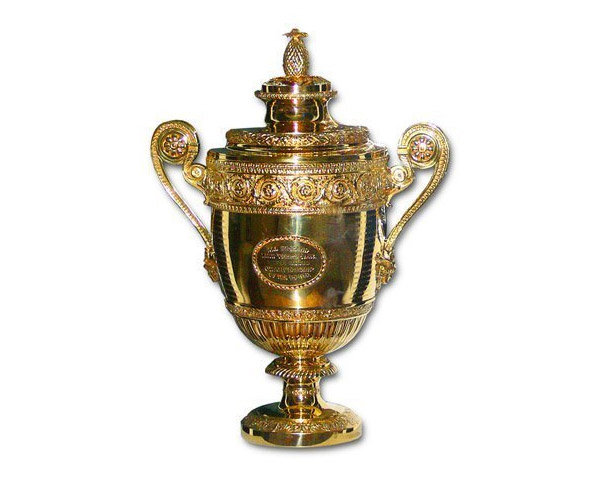 ALL ENGLAND
LAWN TENNIS CLUB
CHAMPIONSHIP
OF THE WORLD